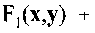 F₁(x,y) +